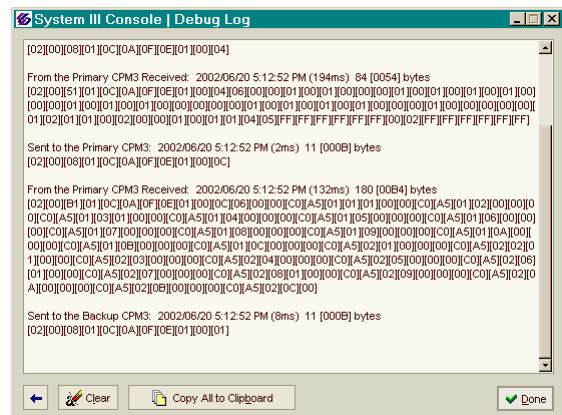 System III Console | Debug Log
[02][00][08][01][0C][0A][0F][0E][01][00][04]
From the Primary CPM3 Received:  2002/06/20 5:12:52 PM (194ms)  84 [0054] bytes
[02][00][51][01][0C][0A][0F][0E][01][00][04][06][00][00][01][00][00][01][00][01][00][00][00][01][00][01][00][01][00][01][00]
[00][00][01][00][01][00][01][00][00][00][00][00][01][00][01][00][01][00][01][00][00][00][01][00][00][00][00][00][
01][02][01][01][00][02][00][00][01][00][01][01][04][05][FF][FF][FF][FF][FF][FF][00][02][FF][FF][FF][FF][FF][FF]
Sent to the Primary CPM3:  2002/06/20 5:12:52 PM (2ms)  11 [000B] bytes
[02][00][08][01][0C][0A][0F][0E][01][00][0C]
From the Primary CPM3 Received:  2002/06/20 5:12:52 PM (132ms)  180 [00B4] bytes
[02][00][B1][01][0C][0A][0F][0E][01][00][0C][06][00][00][C0][A5][01][01][01][00][00][C0][A5][01][02][00][00][0
0][C0][A5][01][03][01][00][00][C0][A5][01][04][00][00][00][C0][A5][01][05][00][00][00][C0][A5][01][06][00][00]
[00][C0][A5][01][07][00][00][00][C0][A5][01][08][00][00][00][C0][A5][01][09][00][00][00][C0][A5][01][0A][00][
00][00][C0][A5][01][0B][00][00][00][C0][A5][01][0C][00][00][00][C0][A5][02][01][00][00][00][C0][A5][02][02][0
1][00][00][C0][A5][02][03][00][00][00][C0][A5][02][04][00][00][00][C0][A5][02][05][00][00][00][C0][A5][02][06]
[01][00][00][C0][A5][02][07][00][00][00][C0][A5][02][08][01][00][00][C0][A5][02][09][00][00][00][C0][A5][02][0
A][00][00][00][C0][A5][02][0B][00][00][00][C0][A5][02][0C][00]
Sent to the Backup CPM3:  2002/06/20 5:12:52 PM (8ms)  11 [000B] bytes
[02][00][08][01][0C][0A][0F][0E][01][00][01]
Clear
Copy All to Clipboard
Done